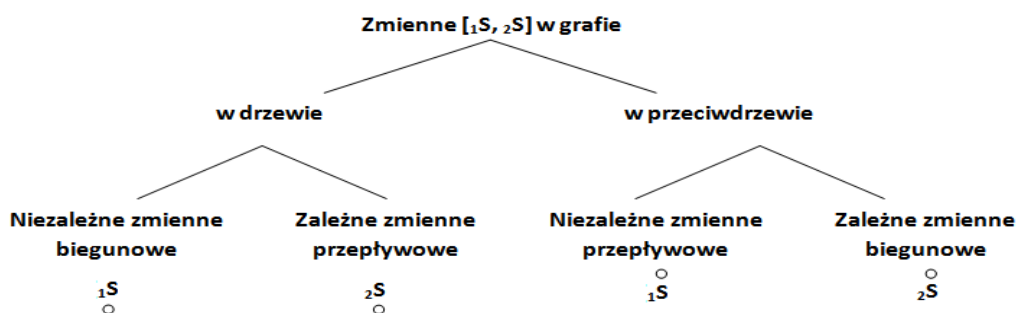 Zmienne [₁S, ₂S] w grafie
w drzewie
w przeciwdrzewie
Niezależne zmienne
biegunowe
₁S
Zależne zmienne
przepływowe
₂S
Niezależne zmienne
przepływowe
₁S
Zależne zmienne
biegunowe
₂S